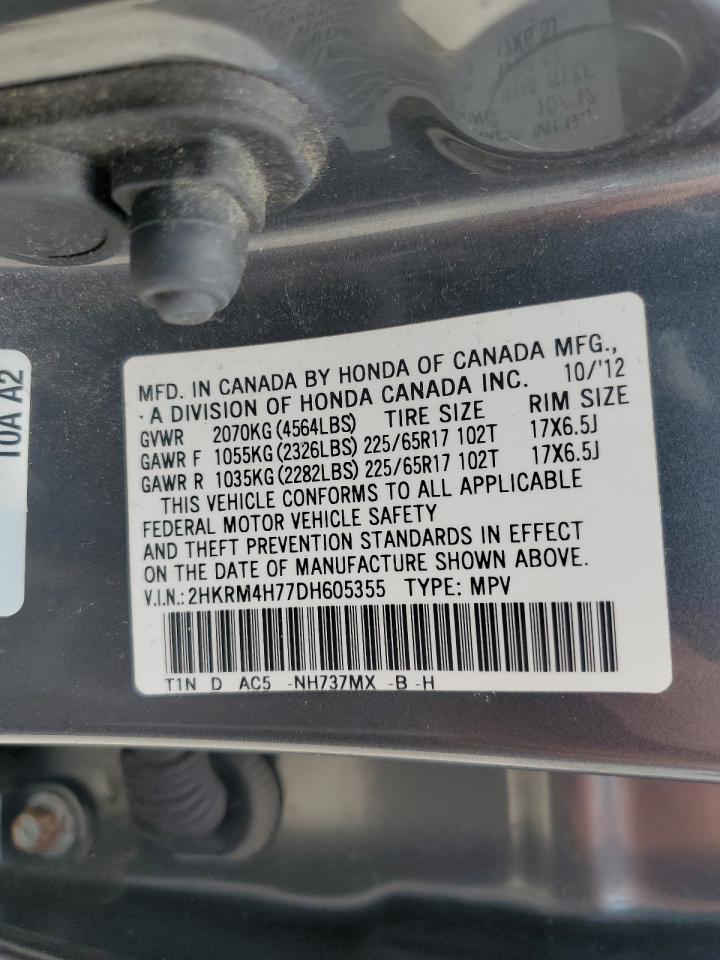 MFD. IN CANADA BY HONDA OF CANADA MFG.,
A DIVISION OF HONDA CANADA INC. 10/'12
GVWR 2070KG (4564LBS) TIRE SIZE RIM SIZE
GAWR F 1055KG (2326LBS) 225/65R17 102T 17X6.5J
GAWR R 1035KG (2282LBS) 225/65R17 102T 17X6.5J
THIS VEHICLE CONFORMS TO ALL APPLICABLE
FEDERAL MOTOR VEHICLE SAFETY
AND THEFT PREVENTION STANDARDS IN EFFECT
ON THE DATE OF MANUFACTURE SHOWN ABOVE.
V.I.N.: 2HKRM4H77DH605355 TYPE: MPV
T1N D AC5 -NH737MX -B -H
T0A A2